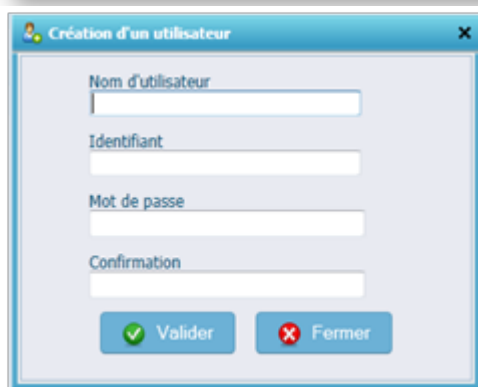 Création d'un utilisateur
Nom d'utilisateur
Identifiant
Mot de passe
Confirmation
Valider Fermer